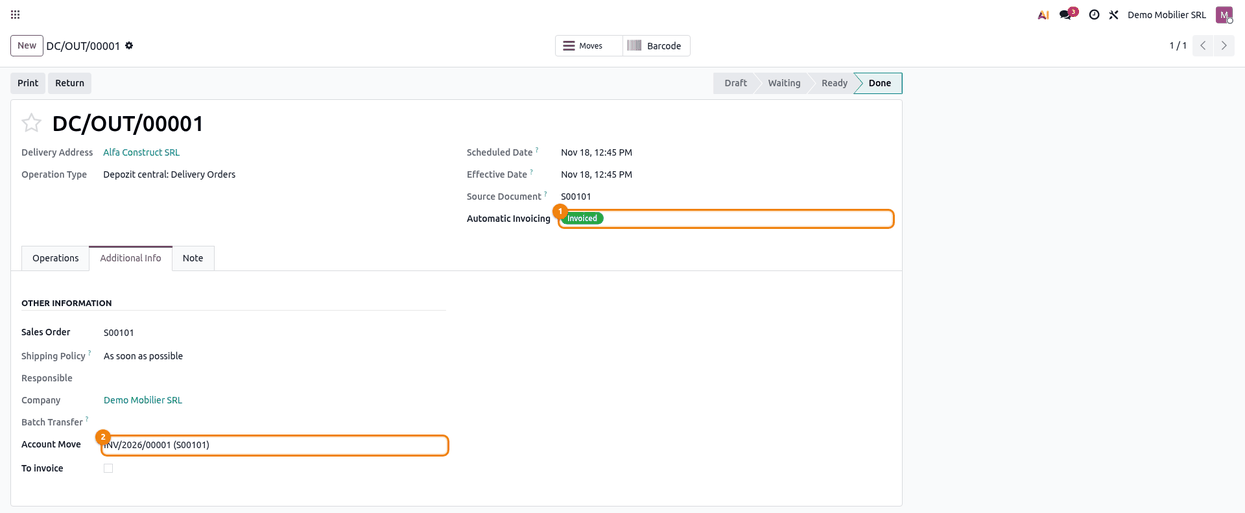 AI 3 Demo Mobilier SRL M
New DC/OUT/00001 Moves Barcode 1 / 1
Print Return Draft Waiting Ready Done
DC/OUT/00001
Delivery Address Alfa Construct SRL Scheduled Date ? Nov 18, 12:45 PM
Operation Type Depozit central: Delivery Orders Effective Date ? Nov 18, 12:45 PM
Source Document ? S00101
Automatic Invoicing 1 Invoiced
Operations Additional Info Note
OTHER INFORMATION
Sales Order S00101
Shipping Policy ? As soon as possible
Responsible
Company Demo Mobilier SRL
Batch Transfer ?
Account Move 2 INV/2026/00001 (S00101)
To invoice